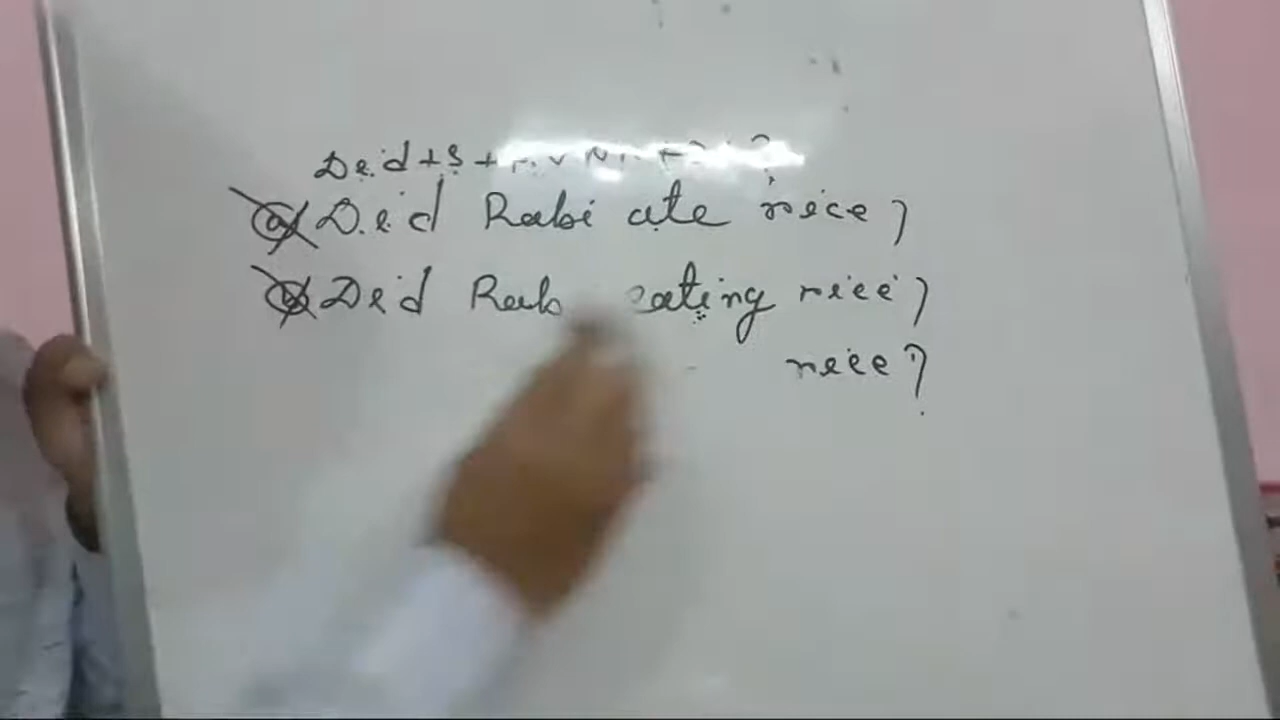 Did + S +
(a) Did Rabi ate rice?
(b) Did Rab eating rice?
rice?